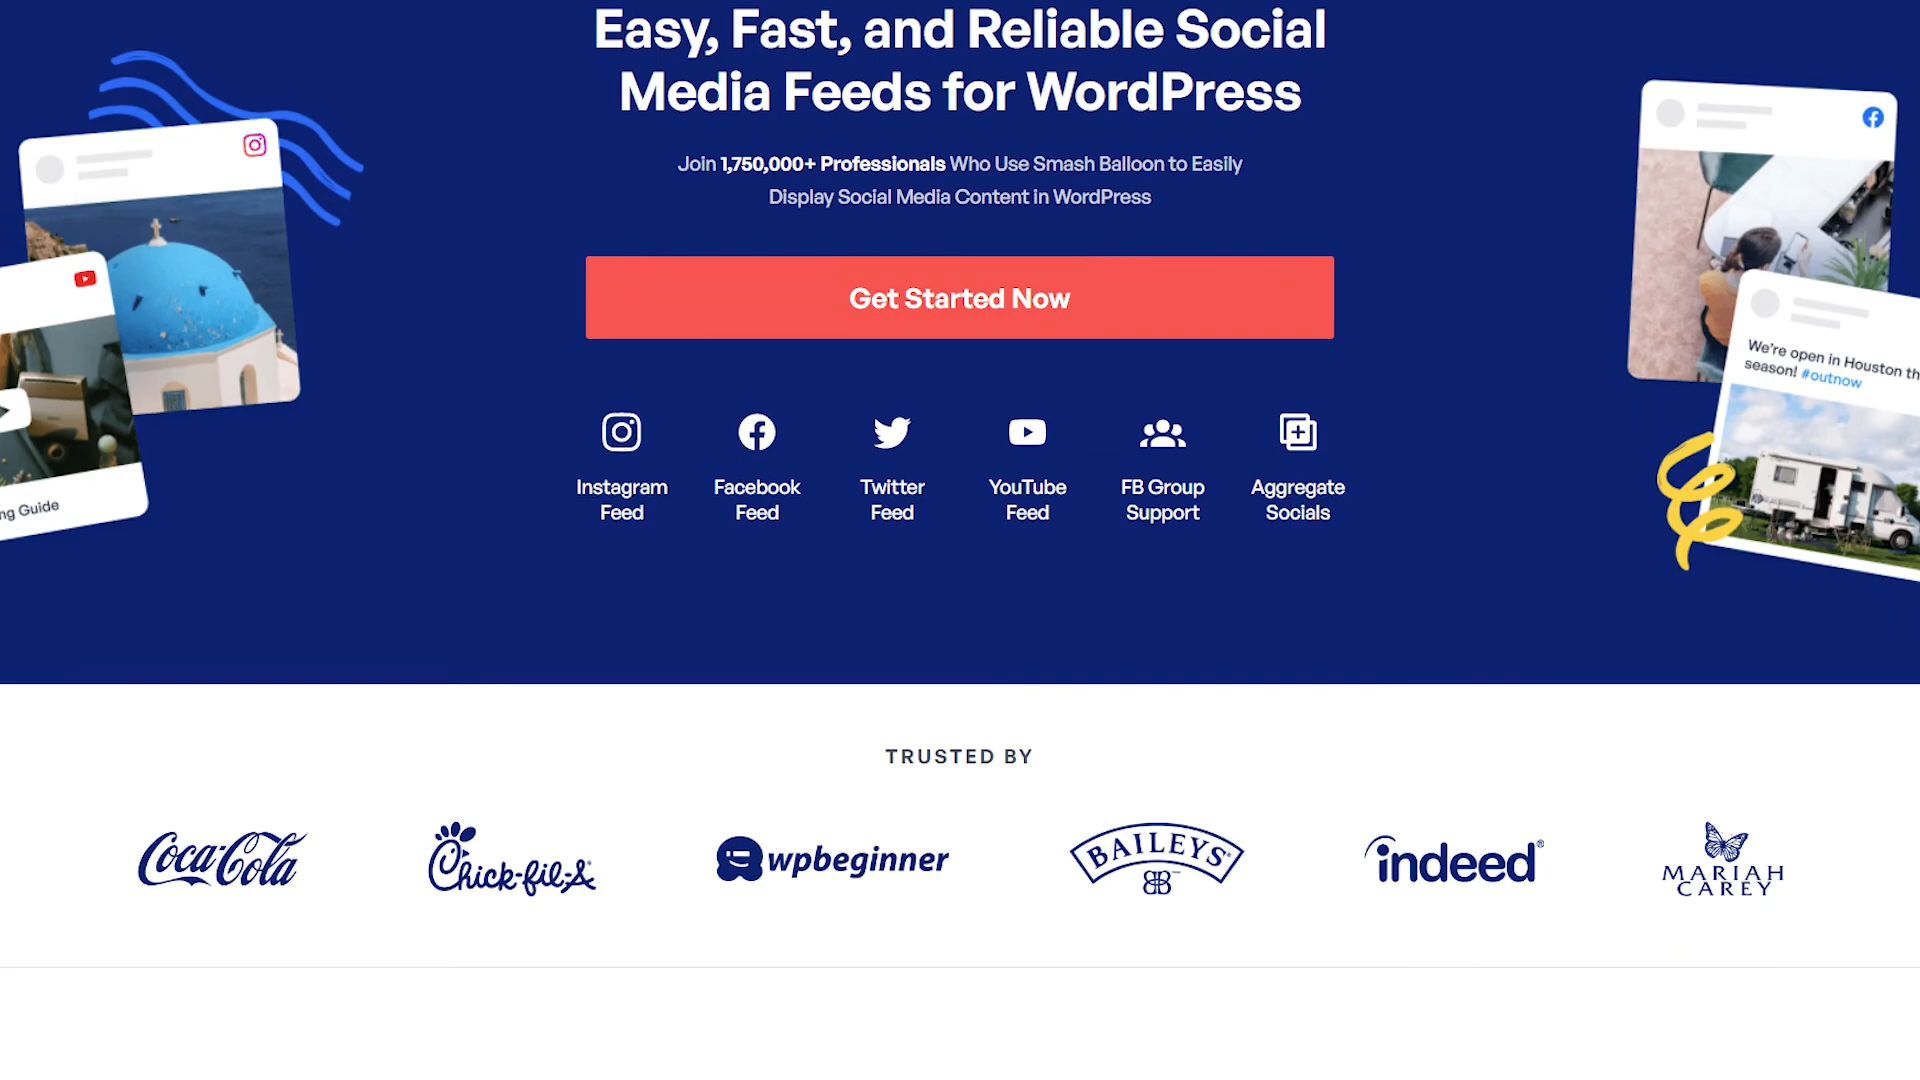 Easy, Fast, and Reliable Social
Media Feeds for WordPress
Join 1,750,000+ Professionals Who Use Smash Balloon to Easily
Display Social Media Content in WordPress
Get Started Now
Instagram
Feed
Facebook
Feed
Twitter
Feed
YouTube
Feed
FB Group
Support
Aggregate
Socials
Guide
We're open in Houston
season! #outnow
TRUSTED BY
Coca-Cola
Chick-fil-A
wpbeginner
BAILEYS
indeed
MARIAH
CAREY